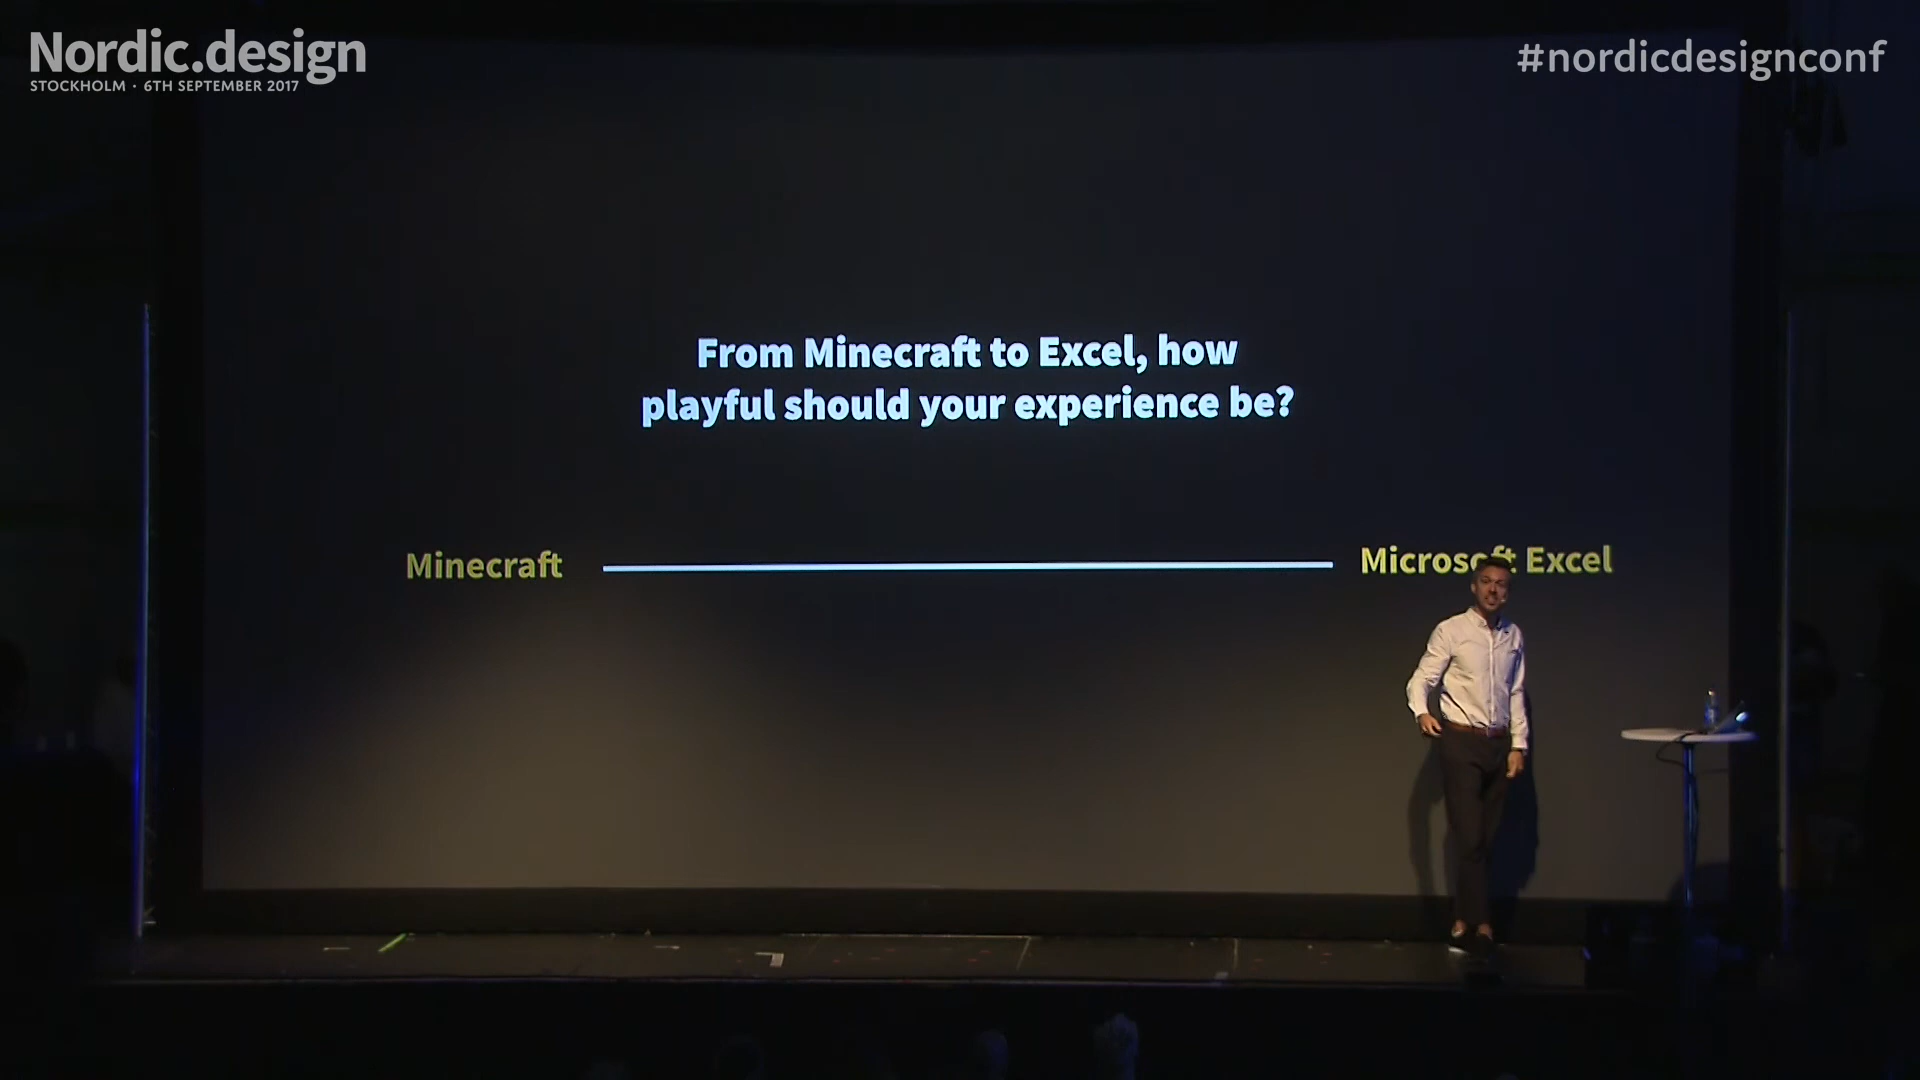 Nordic.design
STOCKHOLM · 6TH SEPTEMBER 2017
#nordicdesignconf
From Minecraft to Excel, how
playful should your experience be?
Minecraft
Microsoft Excel